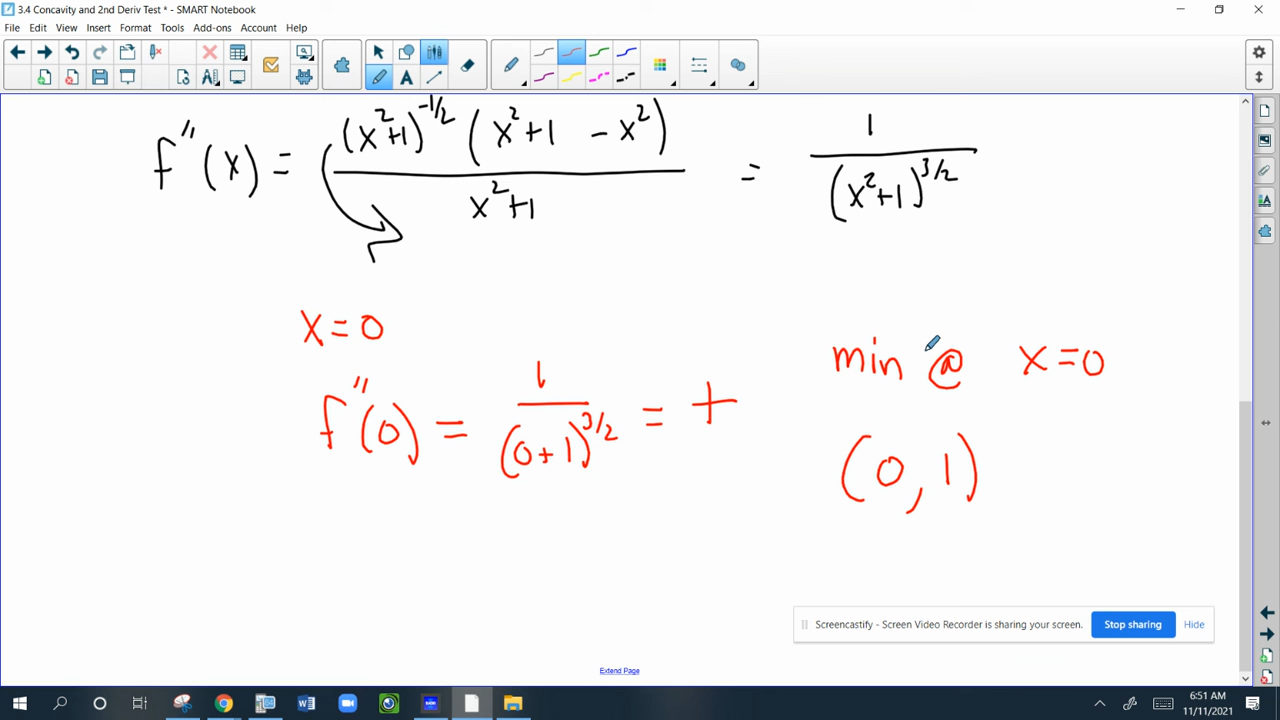 3.4 Concavity and 2nd Deriv Test * - SMART Notebook
File Edit View Insert Format Tools Add-ons Account Help
f''(x) = (x²+1)^(-1/2) (x²+1 - x²) / x²+1 = 1 / (x²+1)^(3/2)
x=0
min @ x=0
f''(0) = 1 / (0+1)^(3/2) = +
(0, 1)
Screencastify - Screen Video Recorder is sharing your screen. Stop sharing Hide
Extend Page
6:51 AM
11/11/2021